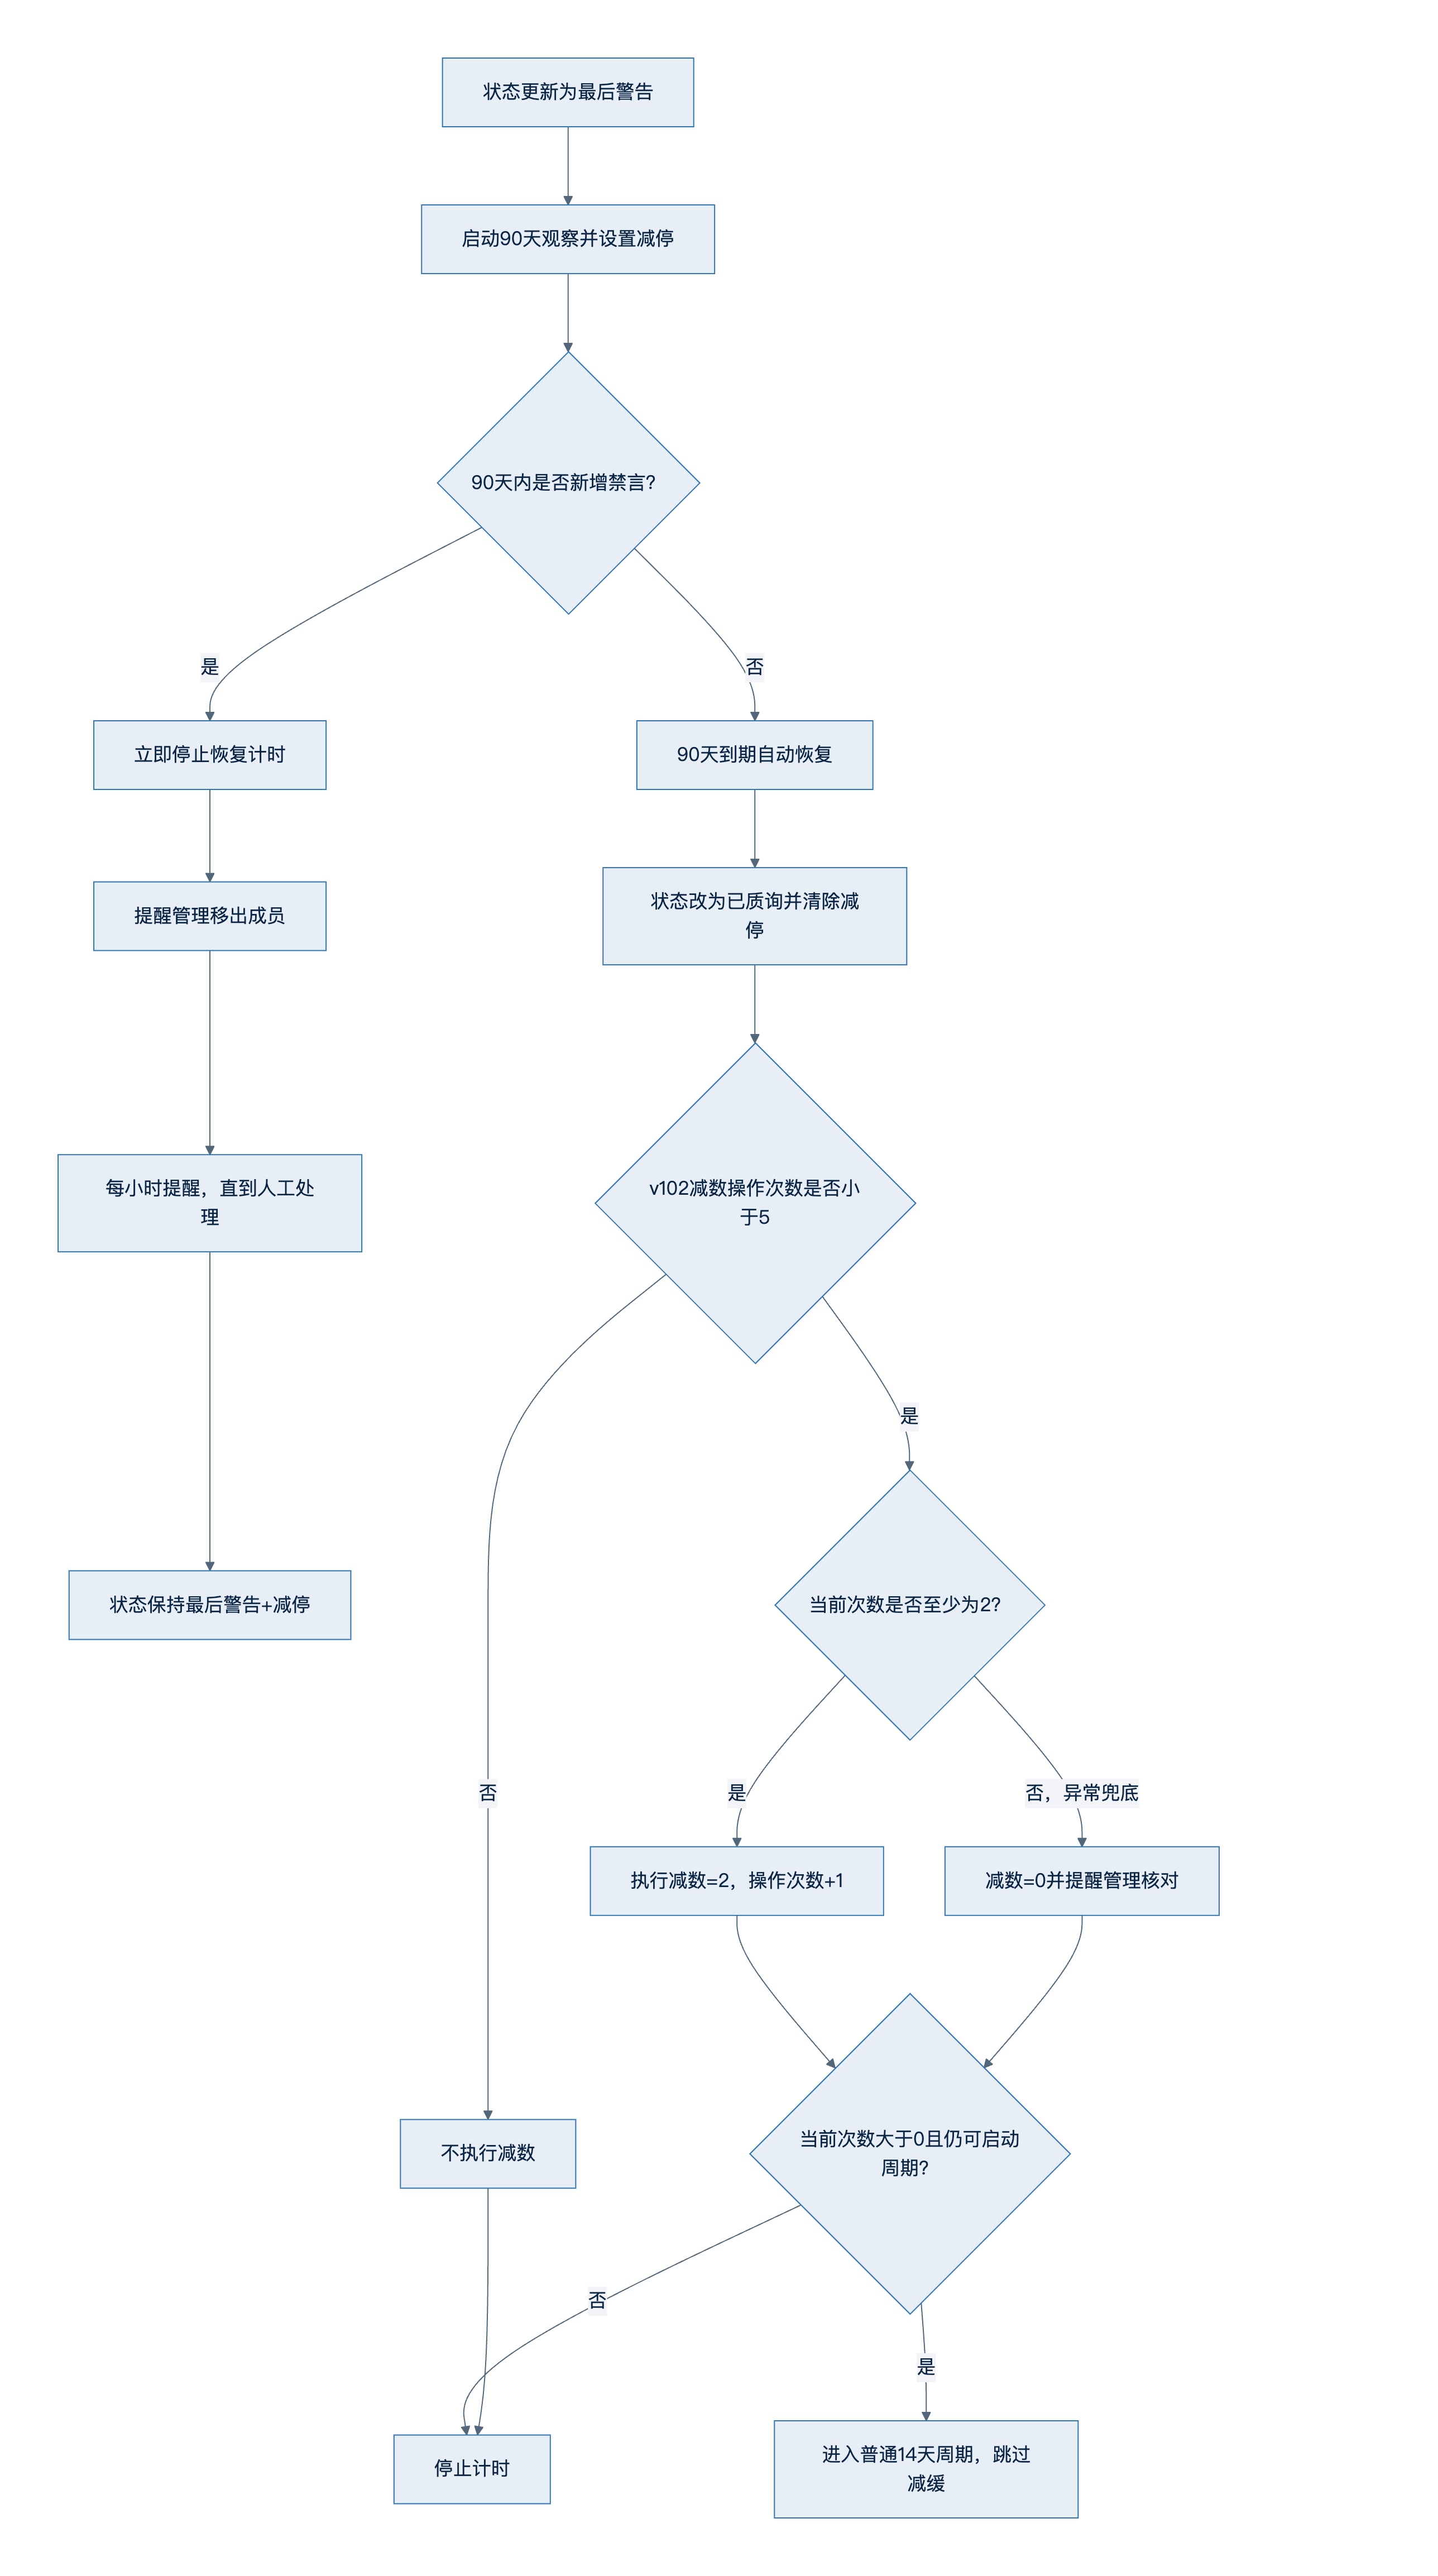 状态更新为最后警告
启动90天观察并设置减停
90天内是否新增禁言?
是
否
立即停止恢复计时
90天到期自动恢复
提醒管理移出成员
状态改为已质询并清除减
停
每小时提醒，直到人工处
理
v102减数操作次数是否小
于5
是
状态保持最后警告+减停
当前次数是否至少为2?
否
是
否，异常兜底
执行减数=2，操作次数+1
减数=0并提醒管理核对
不执行减数
当前次数大于0且仍可启动
周期?
否
是
停止计时
进入普通14天周期，跳过
减缓